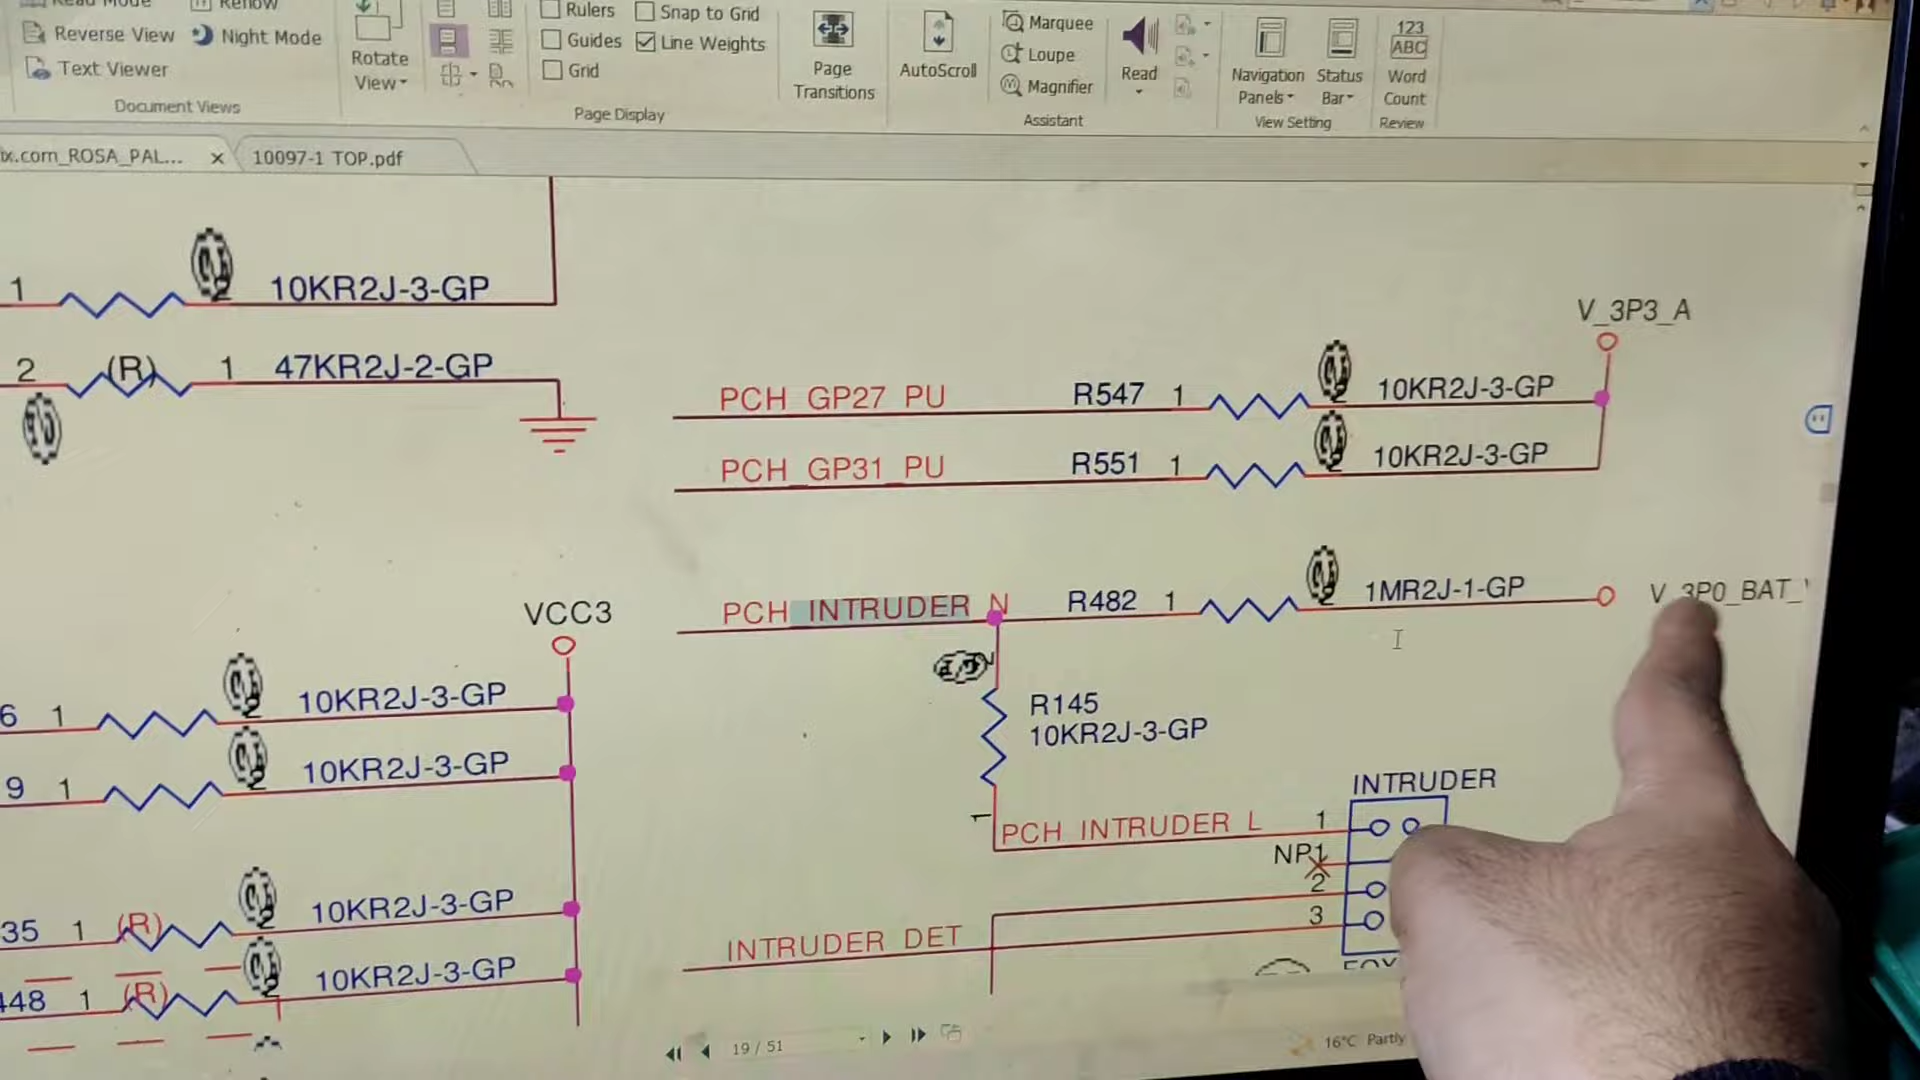 Read Mode
Reverse View
Night Mode
Text Viewer
Document Views
Rotate
View
Rulers
Guides
Grid
Snap to Grid
Line Weights
Page Display
Page
Transitions
AutoScroll
Marquee
Loupe
Magnifier
Assistant
Read
Navigation
Panels
Status
Bar
View Setting
123
ABC
Word
Count
Review
ix.com_ROSA_PAL... ×
10097-1 TOP.pdf
1 10KR2J-3-GP
2 (R) 1 47KR2J-2-GP
V_3P3_A
PCH_GP27_PU R547 1 10KR2J-3-GP
PCH_GP31_PU R551 1 10KR2J-3-GP
PCH_INTRUDER_N R482 1 1MR2J-1-GP V_3P0_BAT_
VCC3
R145
10KR2J-3-GP
6 1 10KR2J-3-GP
9 1 10KR2J-3-GP
INTRUDER
1
PCH_INTRUDER_L 1
NP1
2
3
INTRUDER_DET
35 1 (R) 10KR2J-3-GP
448 1 (R) 10KR2J-3-GP
19 / 51
16°C Partly